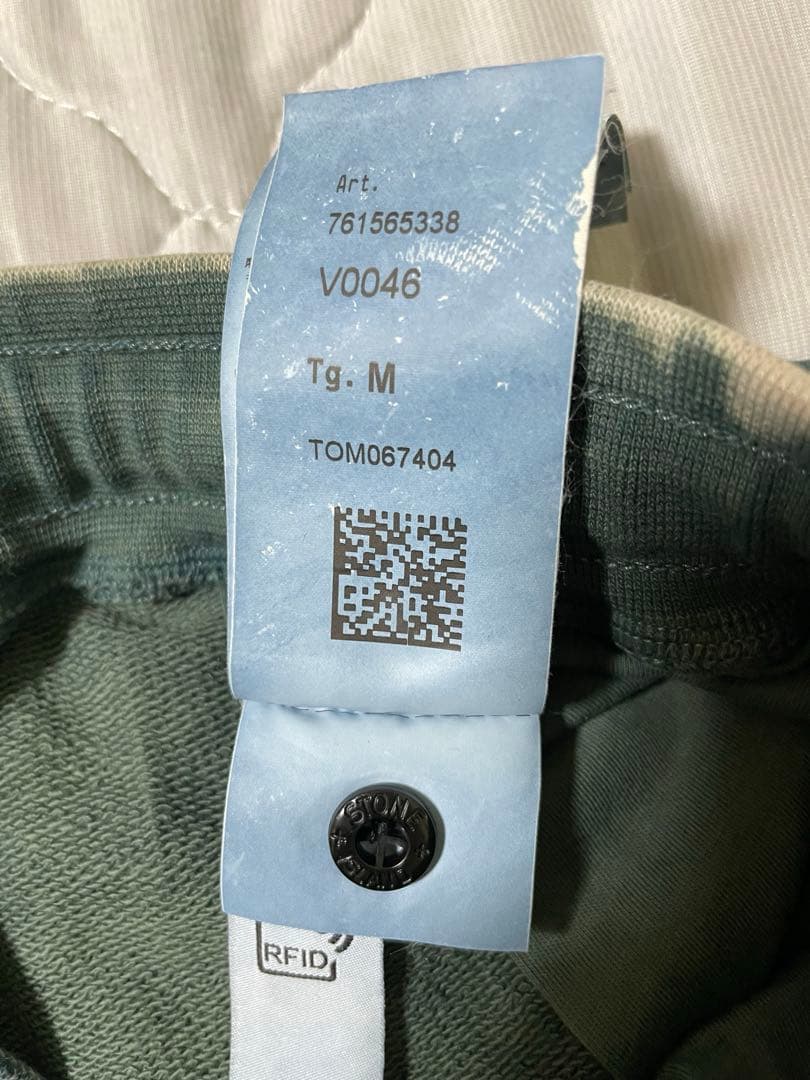 Art.
761565338
V0046
Tg. M
TOM067404
STONE
ISLAND
RFID